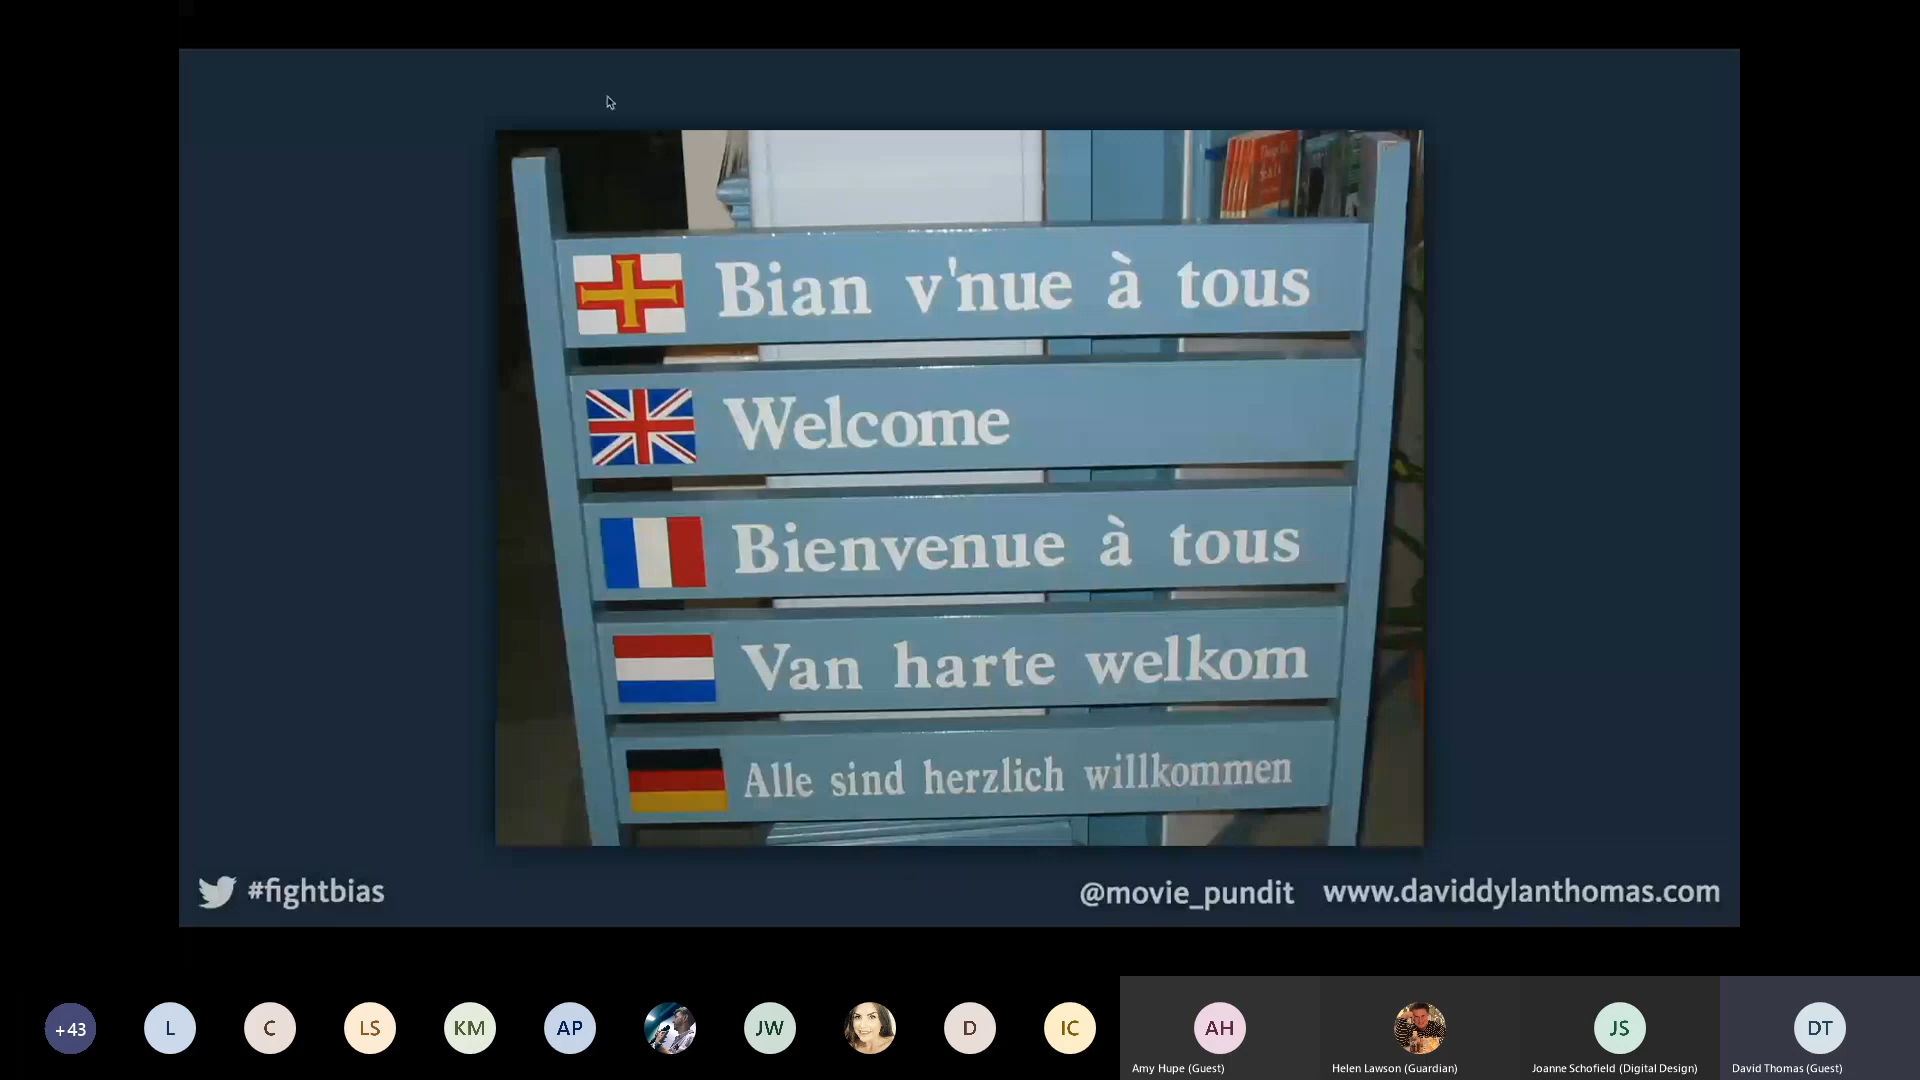 Bian v'nue à tous
Welcome
Bienvenue à tous
Van harte welkom
Alle sind herzlich willkommen
#fightbias
@movie_pundit www.daviddylanthomas.com
+43 L C LS KM AP JW D IC AH JS DT
Amy Hupe (Guest) Helen Lawson (Guardian) Joanne Schofield (Digital Design) David Thomas (Guest)